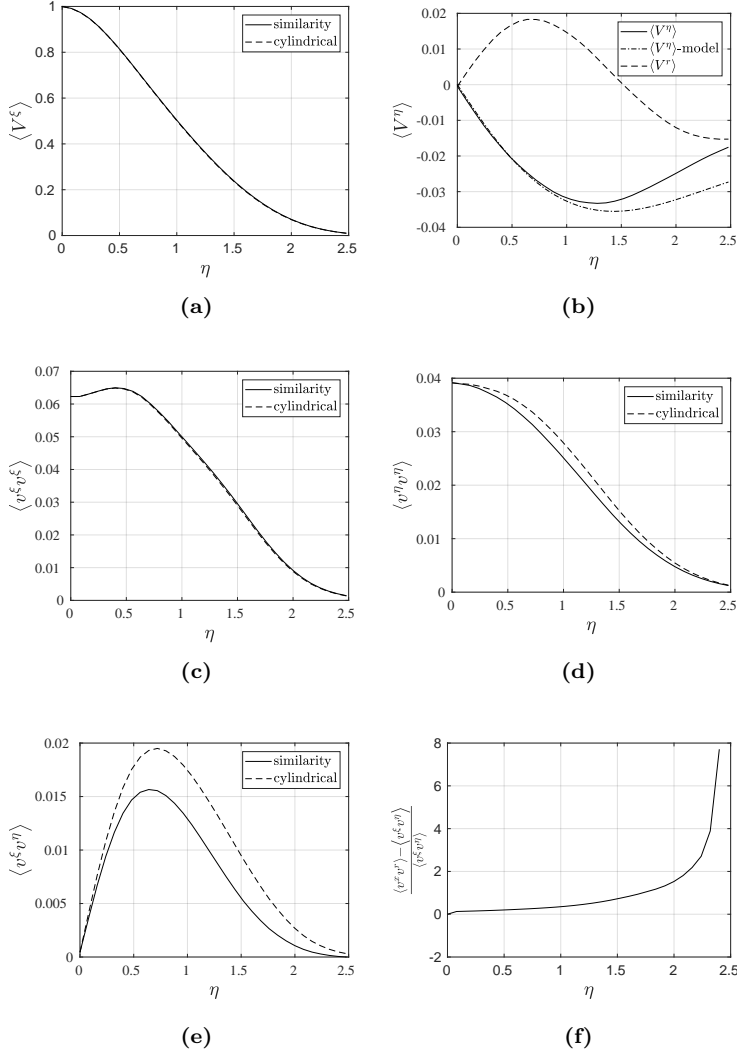 1
0.8
0.6
0.4
0.2
0
0 0.5 1 1.5 2 2.5
⟨V^ξ⟩
η
similarity
cylindrical
(a)
0.02
0.01
0
-0.01
-0.02
-0.03
-0.04
0 0.5 1 1.5 2 2.5
⟨V^η⟩
η
⟨V^η⟩
⟨V^η⟩-model
⟨V^r⟩
(b)
0.07
0.06
0.05
0.04
0.03
0.02
0.01
0
0 0.5 1 1.5 2 2.5
⟨v^ξ v^ξ⟩
η
similarity
cylindrical
(c)
0.04
0.03
0.02
0.01
0
0 0.5 1 1.5 2 2.5
⟨v^η v^η⟩
η
similarity
cylindrical
(d)
0.02
0.015
0.01
0.005
0
0 0.5 1 1.5 2 2.5
⟨v^ξ v^η⟩
η
similarity
cylindrical
(e)
8
6
4
2
0
-2
0 0.5 1 1.5 2 2.5
⟨v^x v^r⟩−⟨v^ξ v^η⟩
⟨v^ξ v^η⟩
η
(f)